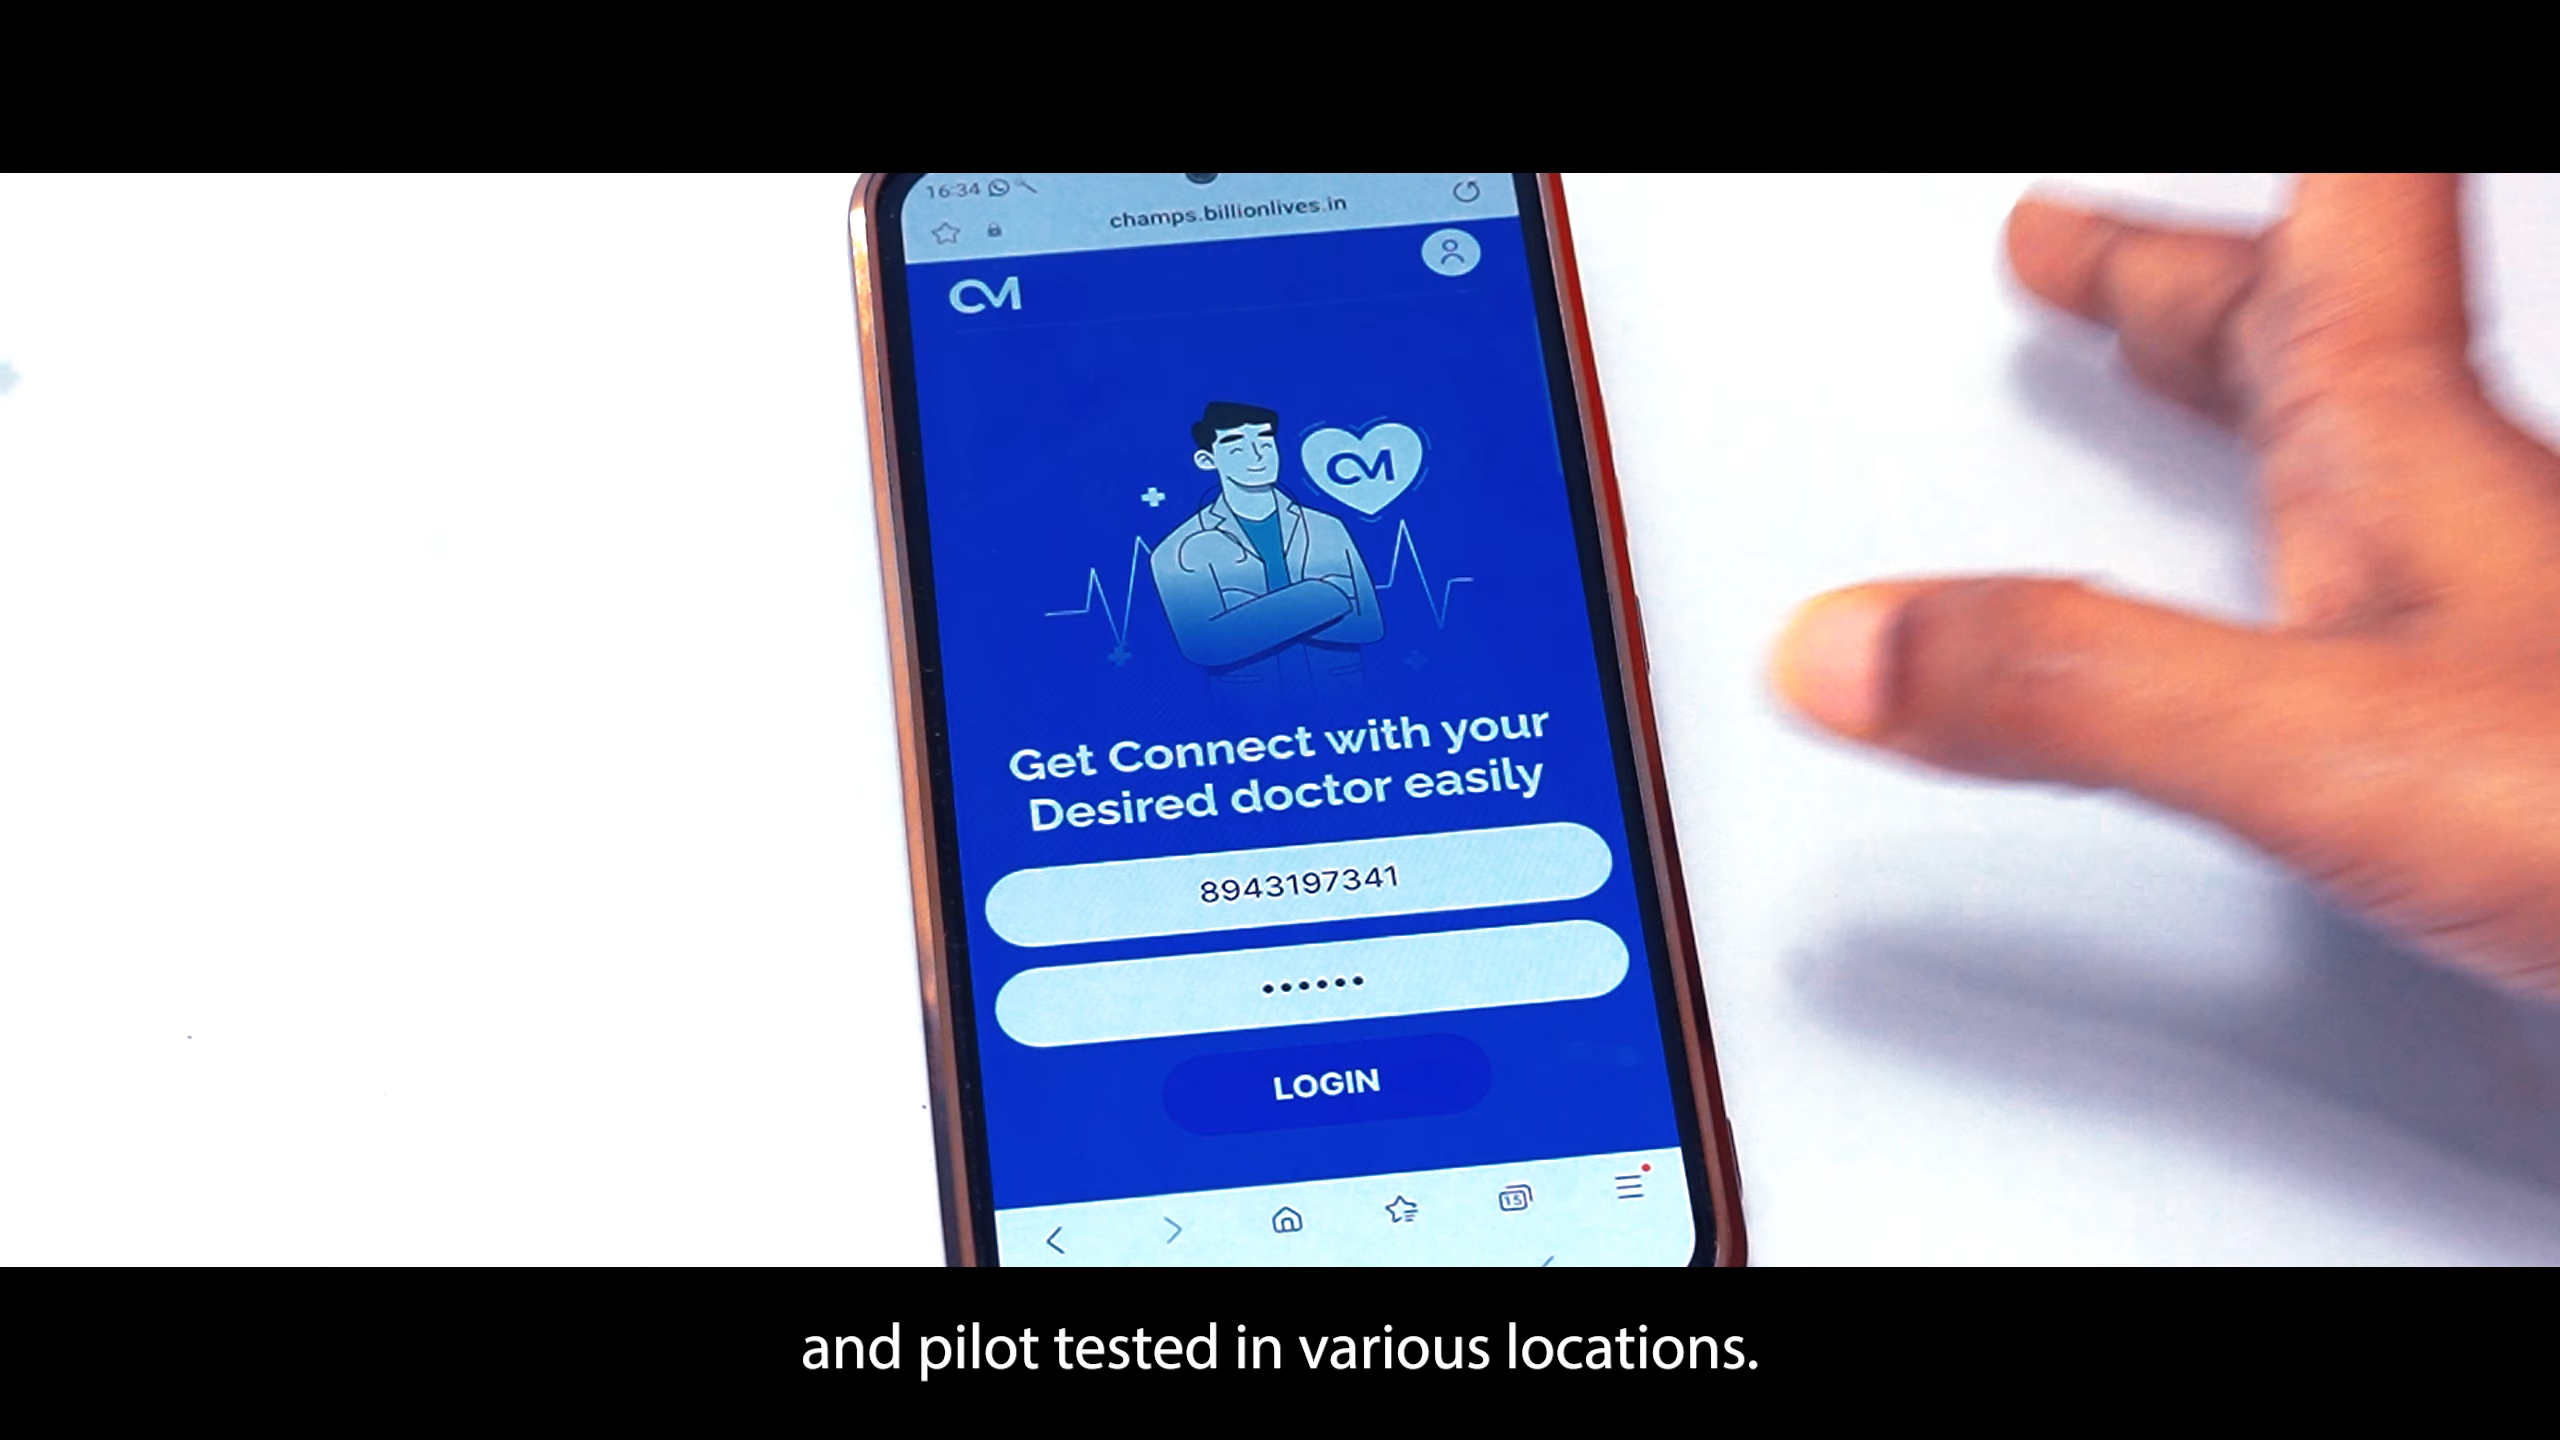 16:34
champs.billionlives.in
CM
CM
Get Connect with your
Desired doctor easily
8943197341
••••••
LOGIN
15
and pilot tested in various locations.